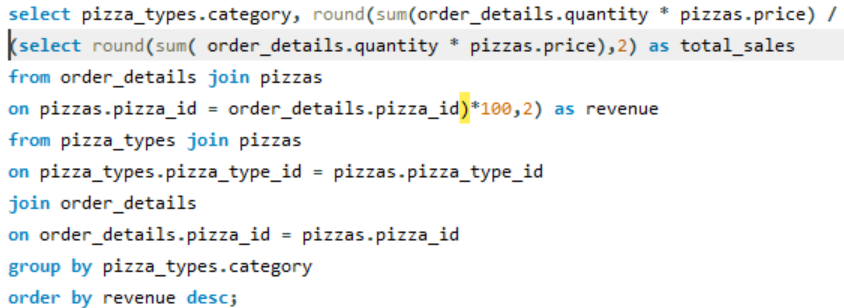 select pizza_types.category, round(sum(order_details.quantity * pizzas.price) /
(select round(sum( order_details.quantity * pizzas.price),2) as total_sales
from order_details join pizzas
on pizzas.pizza_id = order_details.pizza_id)*100,2) as revenue
from pizza_types join pizzas
on pizza_types.pizza_type_id = pizzas.pizza_type_id
join order_details
on order_details.pizza_id = pizzas.pizza_id
group by pizza_types.category
order by revenue desc;